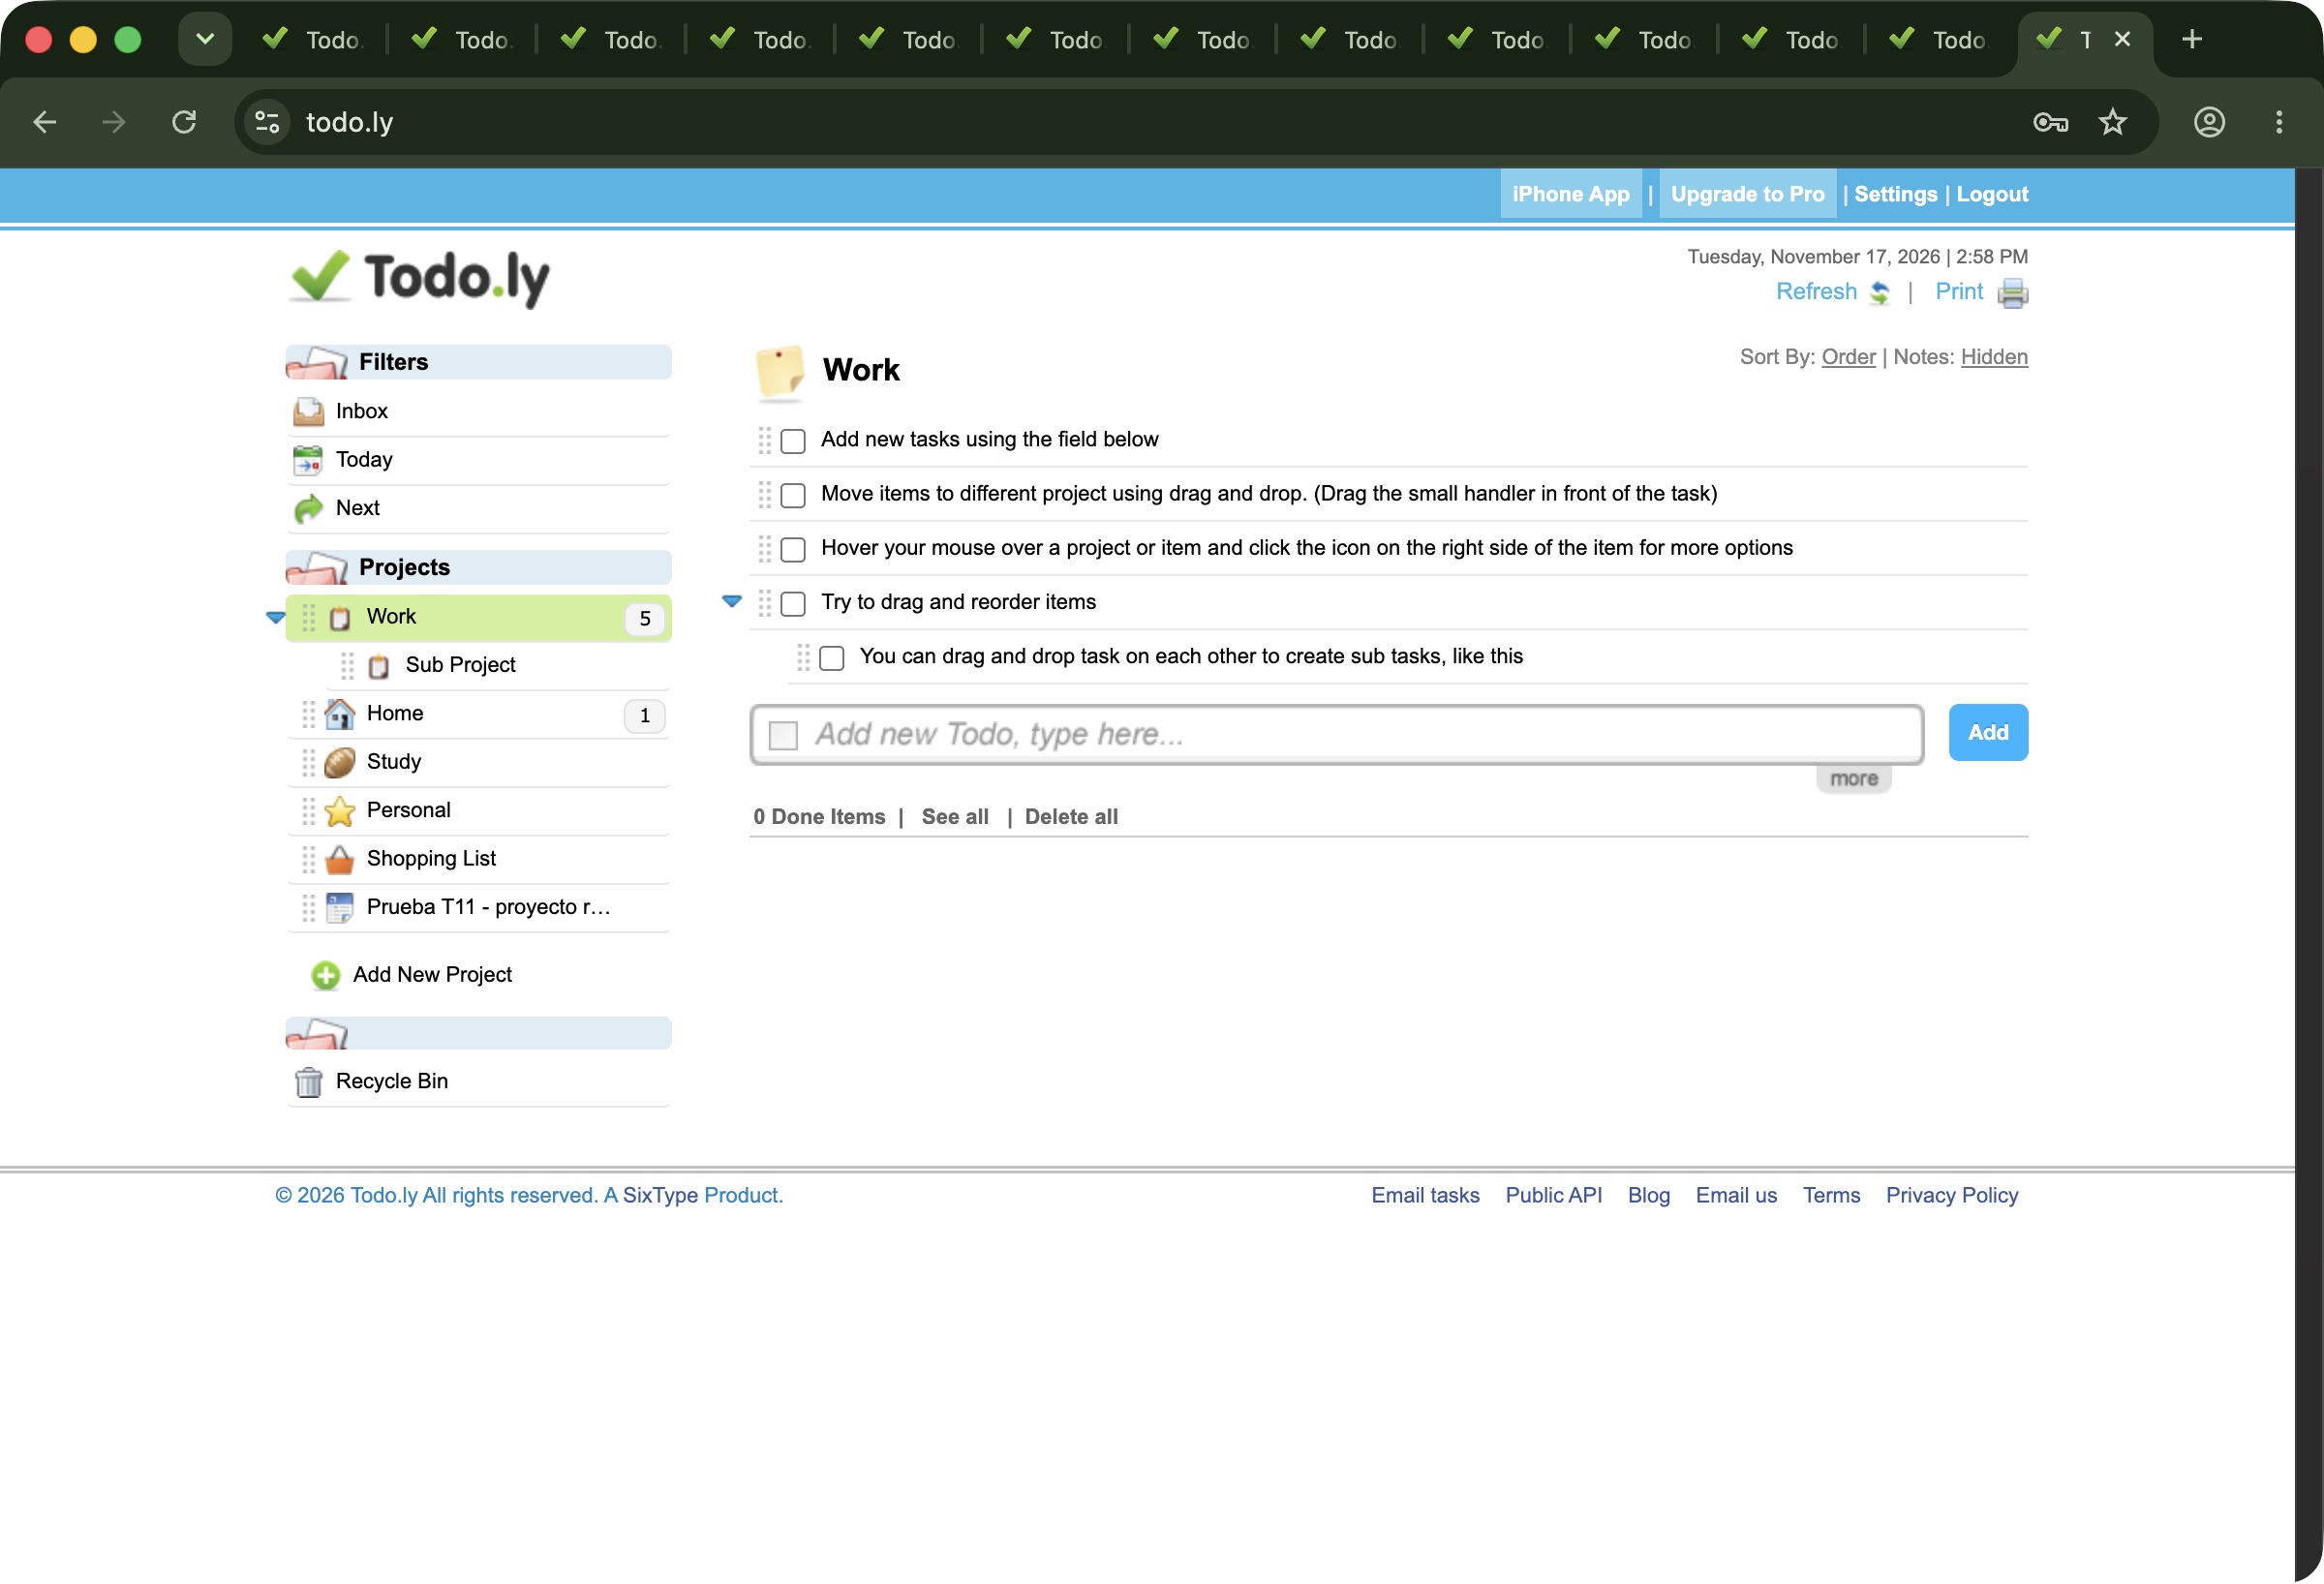 Todo. Todo. Todo. Todo. Todo Todo Todo Todo Todo Todo Todo Todo T
todo.ly
iPhone App | Upgrade to Pro | Settings | Logout
Todo.ly
Tuesday, November 17, 2026 | 2:58 PM
Refresh | Print
Filters
Inbox
Today
Next
Projects
Work 5
Sub Project
Home 1
Study
Personal
Shopping List
Prueba T11 - proyecto r...
Add New Project
Recycle Bin
Work
Sort By: Order | Notes: Hidden
Add new tasks using the field below
Move items to different project using drag and drop. (Drag the small handler in front of the task)
Hover your mouse over a project or item and click the icon on the right side of the item for more options
Try to drag and reorder items
You can drag and drop task on each other to create sub tasks, like this
Add new Todo, type here...
Add
more
0 Done Items | See all | Delete all
© 2026 Todo.ly All rights reserved. A SixType Product.
Email tasks Public API Blog Email us Terms Privacy Policy